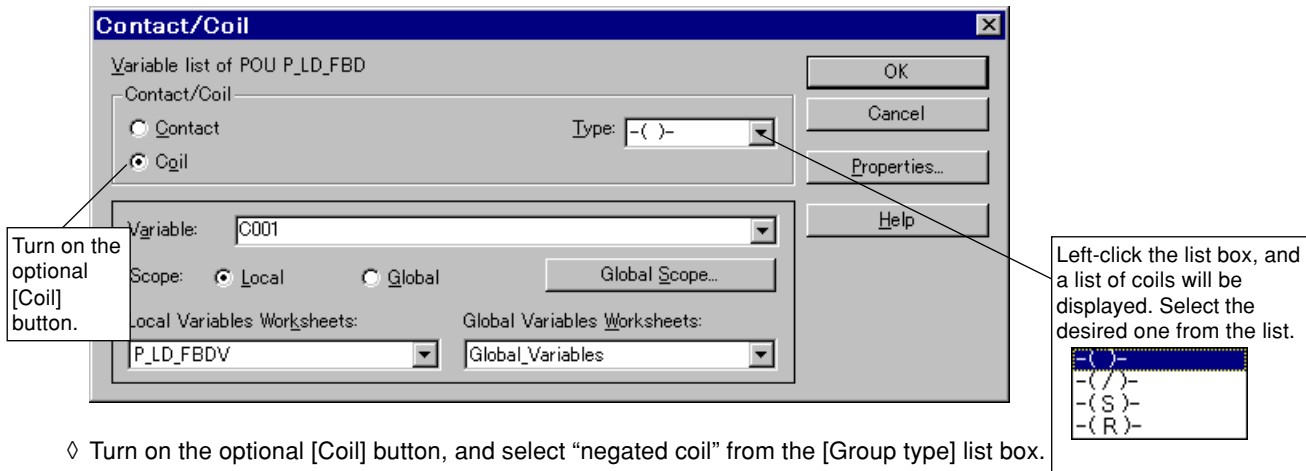 Contact/Coil
Variable list of POU P_LD_FBD
Contact/Coil
Contact
Type: -( )-
Coil
OK
Cancel
Properties...
Help
Variable: C001
Scope: Local Global Global Scope...
Local Variables Worksheets: Global Variables Worksheets:
P_LD_FBDV Global_Variables
Turn on the
optional
[Coil]
button.
Left-click the list box, and
a list of coils will be
displayed. Select the
desired one from the list.
-( )-
-(/)-
-(S)-
-(R)-
◊ Turn on the optional [Coil] button, and select “negated coil” from the [Group type] list box.